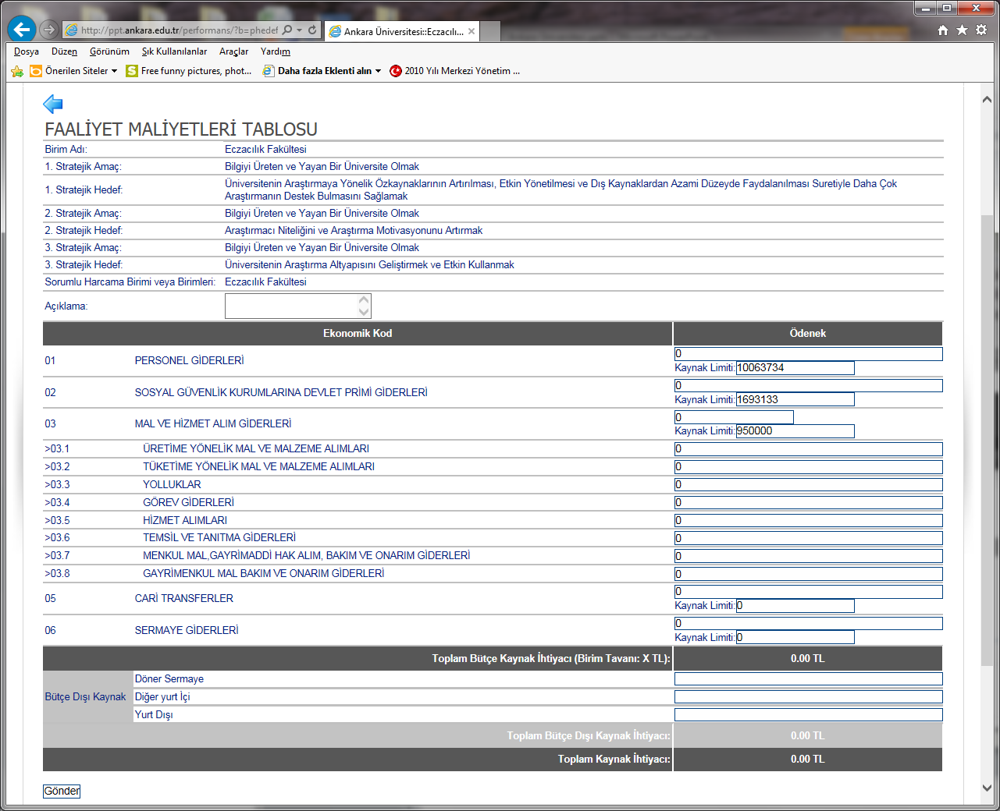 http://ppt.ankara.edu.tr/performans/?b=phedef
Ankara Üniversitesi::Eczacılı...
Dosya Düzen Görünüm Sık Kullanılanlar Araçlar Yardım
Önerilen Siteler Free funny pictures, phot... Daha fazla Eklenti alın 2010 Yılı Merkezi Yönetim ...
FAALİYET MALİYETLERİ TABLOSU
Birim Adı: Eczacılık Fakültesi
1. Stratejik Amaç: Bilgiyi Üreten ve Yayan Bir Üniversite Olmak
1. Stratejik Hedef: Üniversitenin Araştırmaya Yönelik Özkaynaklarının Artırılması, Etkin Yönetilmesi ve Dış Kaynaklardan Azami Düzeyde Faydalanılması Suretiyle Daha Çok
Araştırmanın Destek Bulmasını Sağlamak
2. Stratejik Amaç: Bilgiyi Üreten ve Yayan Bir Üniversite Olmak
2. Stratejik Hedef: Araştırmacı Niteliğini ve Araştırma Motivasyonunu Artırmak
3. Stratejik Amaç: Bilgiyi Üreten ve Yayan Bir Üniversite Olmak
3. Stratejik Hedef: Üniversitenin Araştırma Altyapısını Geliştirmek ve Etkin Kullanmak
Sorumlu Harcama Birimi veya Birimleri: Eczacılık Fakültesi
Açıklama:
Ekonomik Kod Ödenek
01 PERSONEL GİDERLERİ 0
Kaynak Limiti: 10063734
02 SOSYAL GÜVENLİK KURUMLARINA DEVLET PRİMİ GİDERLERİ 0
Kaynak Limiti: 1693133
03 MAL VE HİZMET ALIM GİDERLERİ 0
Kaynak Limiti: 950000
>03.1 ÜRETİME YÖNELİK MAL VE MALZEME ALIMLARI 0
>03.2 TÜKETİME YÖNELİK MAL VE MALZEME ALIMLARI 0
>03.3 YOLLUKLAR 0
>03.4 GÖREV GİDERLERİ 0
>03.5 HİZMET ALIMLARI 0
>03.6 TEMSİL VE TANITMA GİDERLERİ 0
>03.7 MENKUL MAL,GAYRİMADDİ HAK ALIM, BAKIM VE ONARIM GİDERLERİ 0
>03.8 GAYRİMENKUL MAL BAKIM VE ONARIM GİDERLERİ 0
05 CARİ TRANSFERLER 0
Kaynak Limiti: 0
06 SERMAYE GİDERLERİ 0
Kaynak Limiti: 0
Toplam Bütçe Kaynak İhtiyacı (Birim Tavanı: X TL): 0.00 TL
Döner Sermaye
Bütçe Dışı Kaynak Diğer yurt İçi
Yurt Dışı
Toplam Bütçe Dışı Kaynak İhtiyacı: 0.00 TL
Toplam Kaynak İhtiyacı: 0.00 TL
Gönder